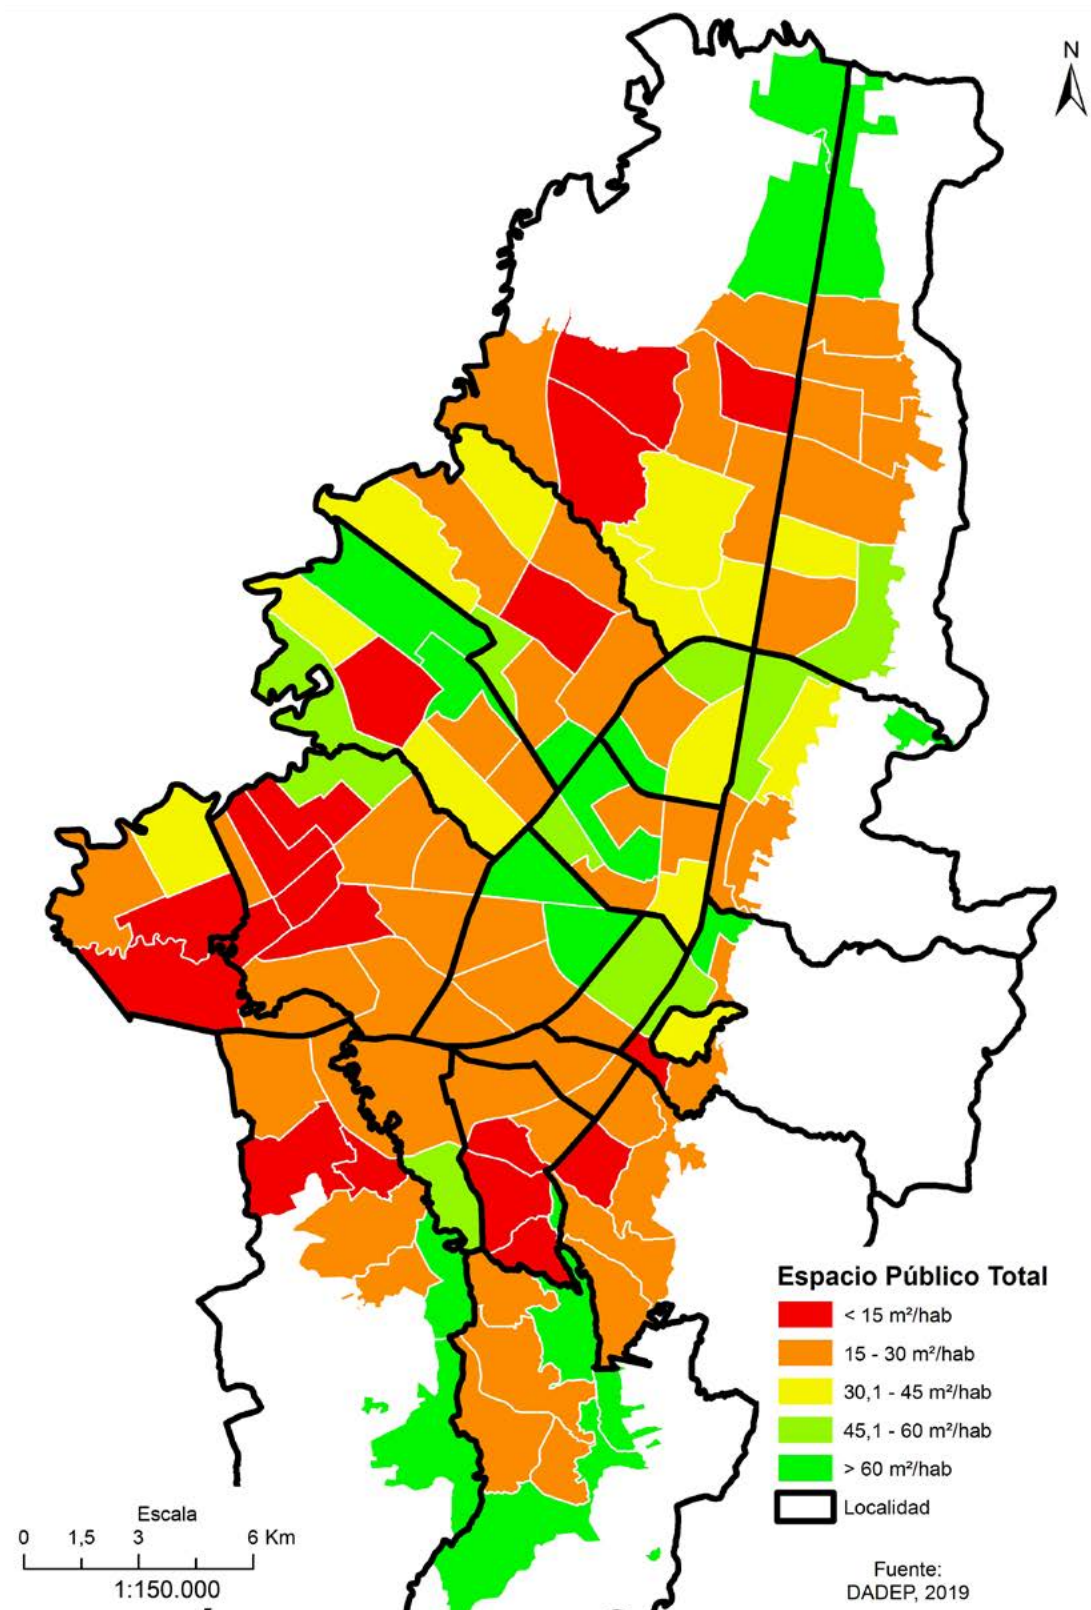 N
Espacio Público Total
< 15 m²/hab
15 - 30 m²/hab
30,1 - 45 m²/hab
45,1 - 60 m²/hab
> 60 m²/hab
Localidad
Escala
0 1,5 3 6 Km
1:150.000
Fuente:
DADEP, 2019